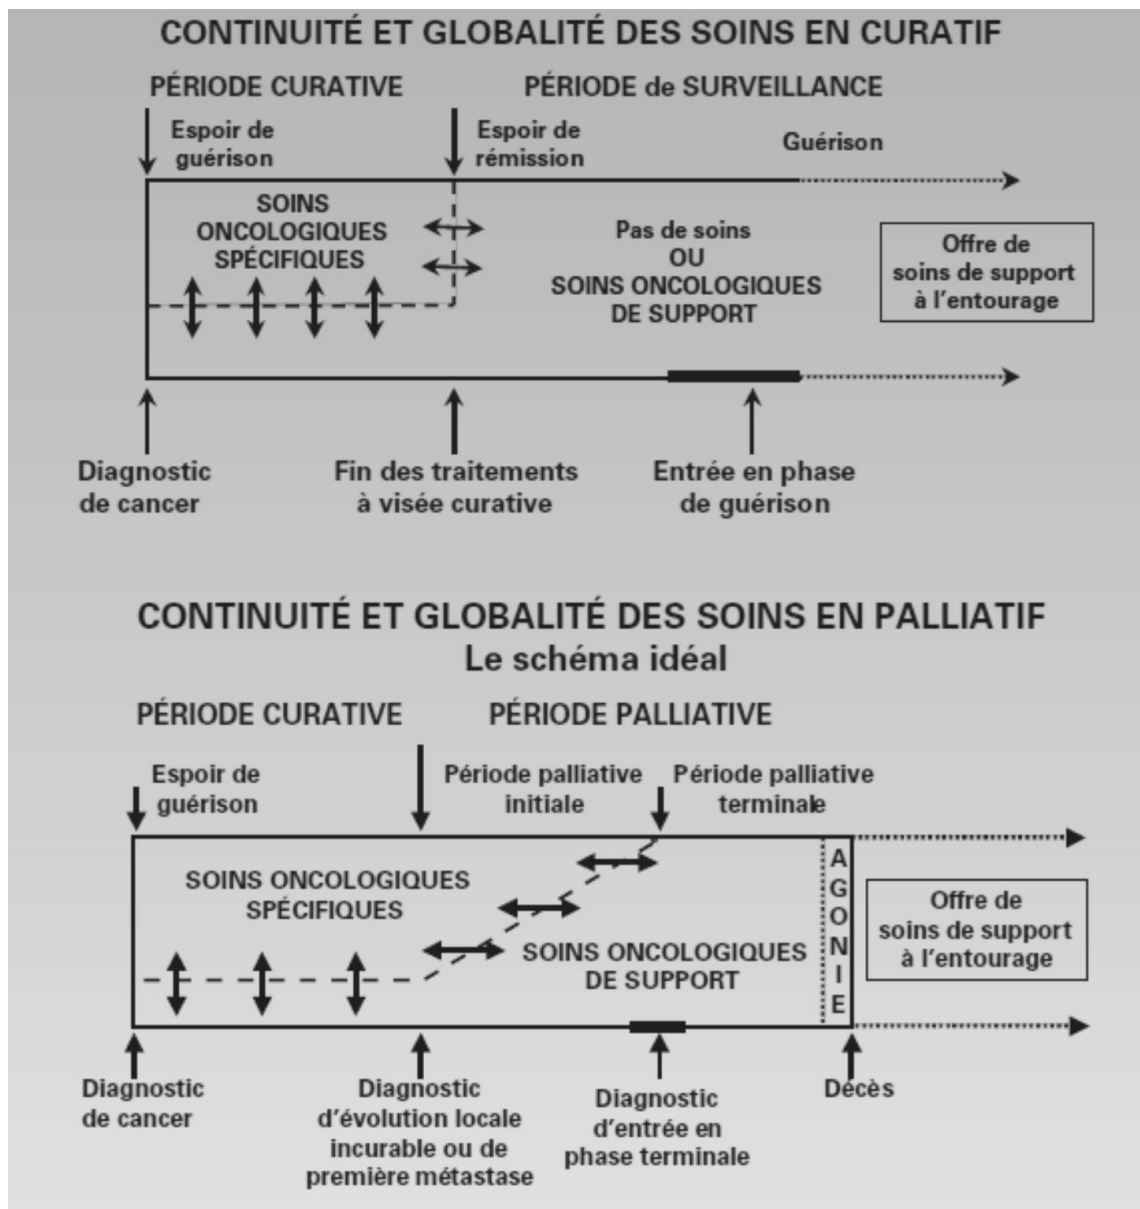 CONTINUITÉ ET GLOBALITÉ DES SOINS EN CURATIF
PÉRIODE CURATIVE
PÉRIODE de SURVEILLANCE
Espoir de
guérison
Espoir de
rémission
Guérison
SOINS
ONCOLOGIQUES
SPÉCIFIQUES
Pas de soins
OU
SOINS ONCOLOGIQUES
DE SUPPORT
Offre de
soins de support
à l'entourage
Diagnostic
de cancer
Fin des traitements
à visée curative
Entrée en phase
de guérison
CONTINUITÉ ET GLOBALITÉ DES SOINS EN PALLIATIF
Le schéma idéal
PÉRIODE CURATIVE
PÉRIODE PALLIATIVE
Espoir de
guérison
Période palliative
initiale
Période palliative
terminale
SOINS ONCOLOGIQUES
SPÉCIFIQUES
SOINS ONCOLOGIQUES
DE SUPPORT
AGONIE
Offre de
soins de support
à l'entourage
Diagnostic
de cancer
Diagnostic
d'évolution locale
incurable ou de
première métastase
Diagnostic
d'entrée en
phase terminale
Décès